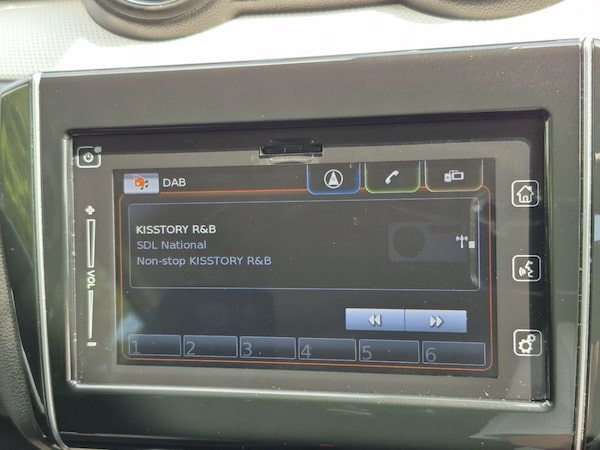 DAB
KISSTORY R&B
SDL National
Non-stop KISSTORY R&B
+
VOL
-
1 2 3 4 5 6